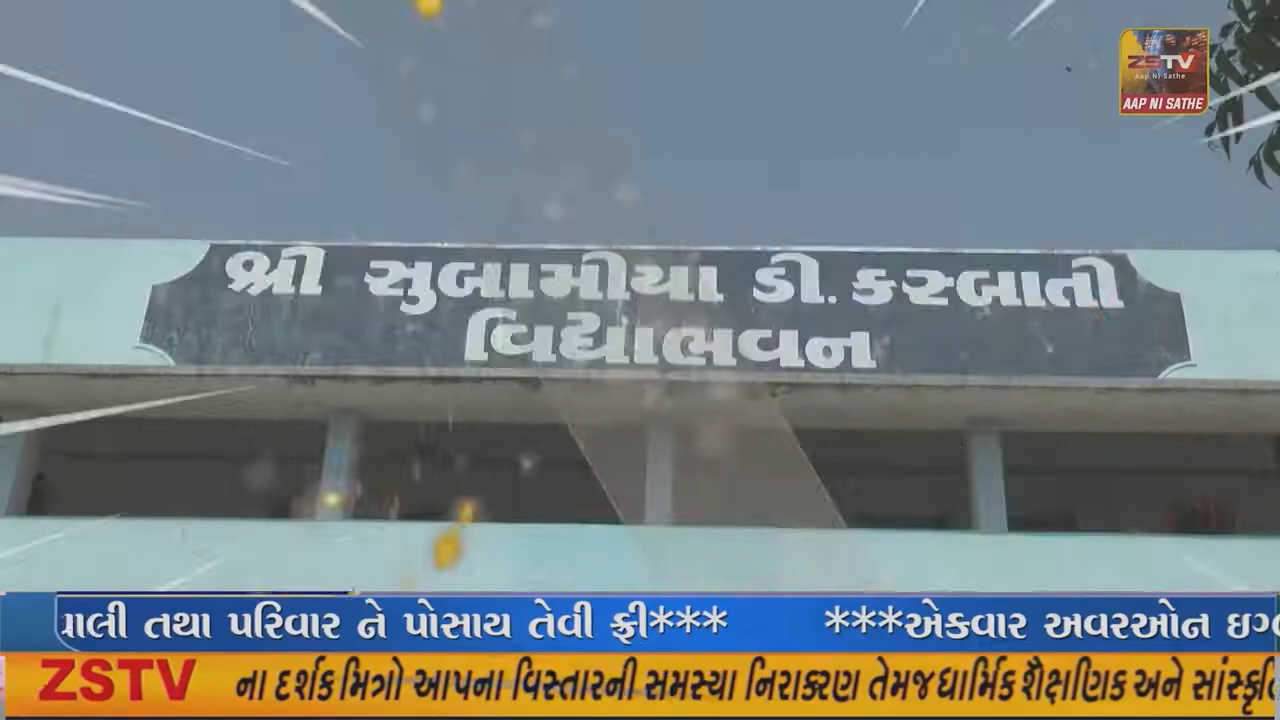 ZSTV
Aap Ni Sathe
AAP NI SATHE
શ્રી સુબામીયા ડી. કરબાતી
વિદ્યાભવન
તથા પરિવાર ને પોસાય તેવી ફ્રી*** ***એકવાર અવરઓન
ZSTV ના દર્શક મિત્રો આપના વિસ્તારની સમસ્યા નિરાકરણ તેમજ ધાર્મિક શૈક્ષણિક અને